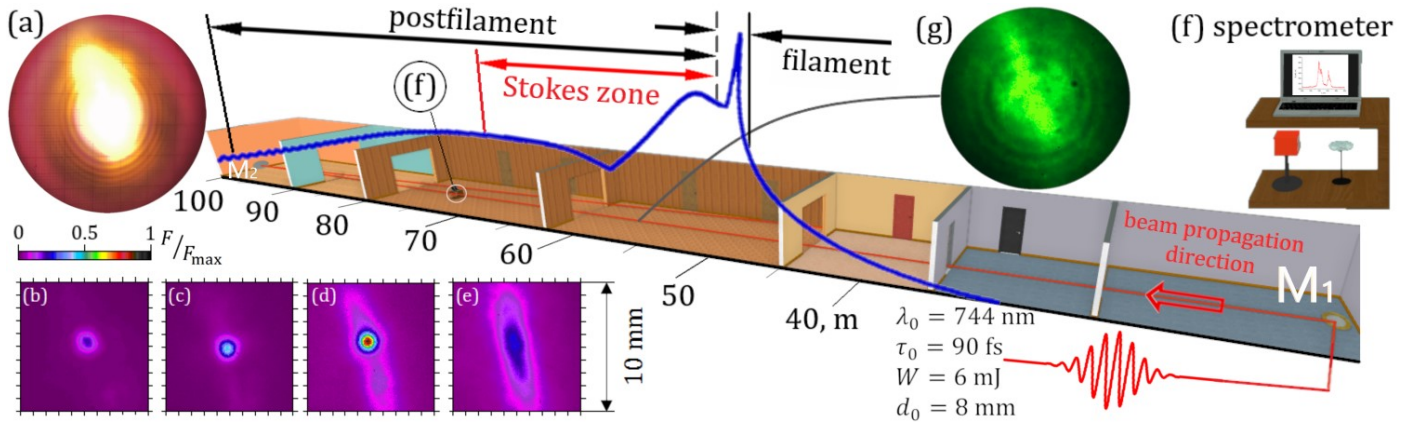 (a)
postfilament
filament
(g)
(f) spectrometer
(f)
Stokes zone
M₂
100
90
80
70
60
50
40, m
beam propagation
direction
M₁
0 0.5 1 F/Fmax
(b)
(c)
(d)
(e)
10 mm
λ₀ = 744 nm
τ₀ = 90 fs
W = 6 mJ
d₀ = 8 mm